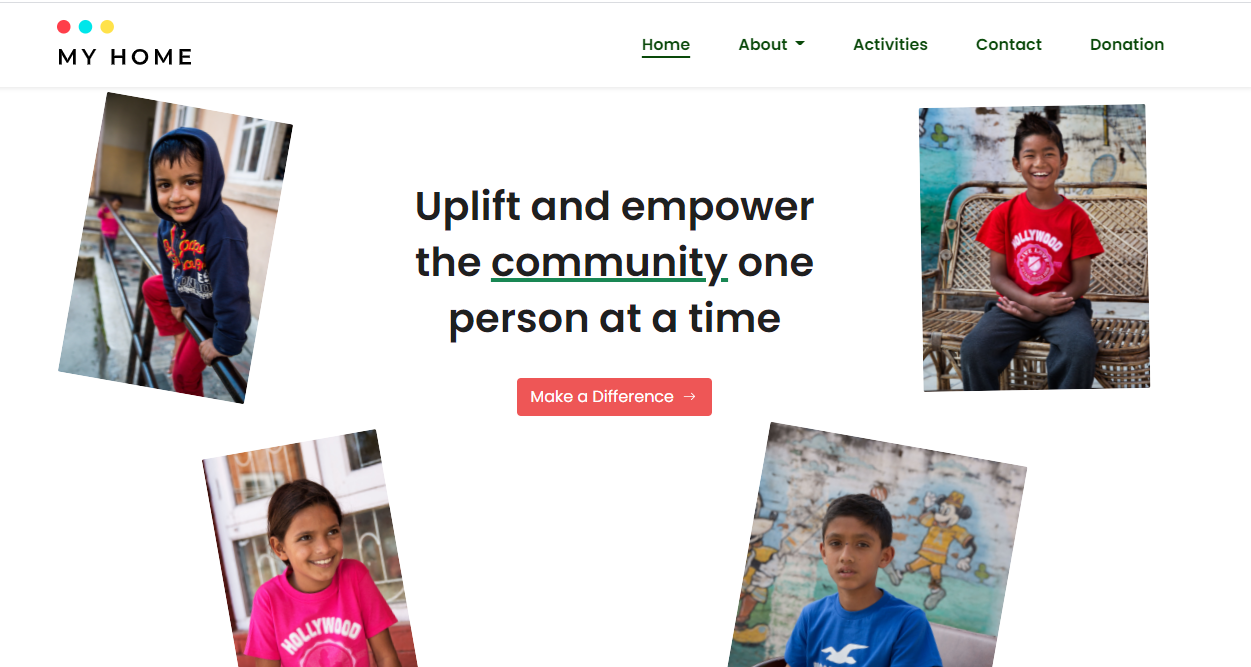 MY HOME
Home About Activities Contact Donation
Uplift and empower
the community one
person at a time
Make a Difference →
HOLLYWOOD
HOLLYWOOD